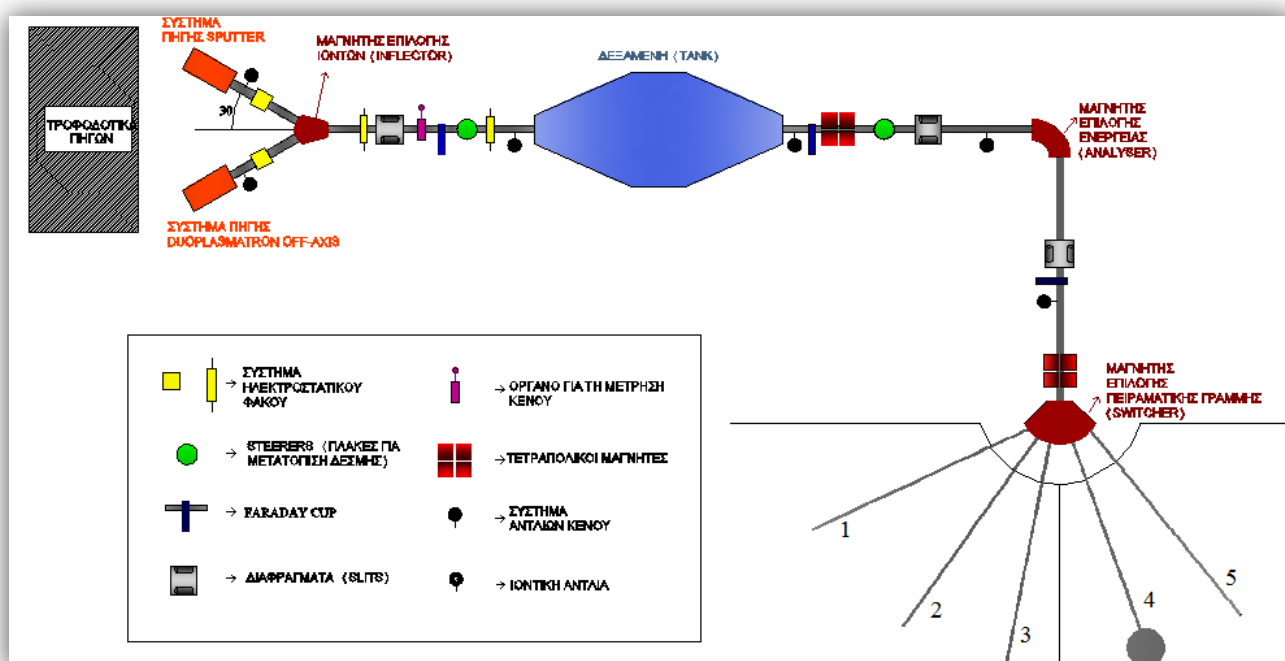 ΣΥΣΤΗΜΑ
ΠΗΓΗΣ SPUTTER
ΜΑΓΝΗΤΗΣ ΕΠΙΛΟΓΗΣ
ΙΟΝΤΩΝ (INFLECTOR)
ΔΕΞΑΜΕΝΗ (TANK)
ΤΡΟΦΟΔΟΤΙΚΑ
ΠΗΓΩΝ
30
ΜΑΓΝΗΤΗΣ
ΕΠΙΛΟΓΗΣ
ΕΝΕΡΓΕΙΑΣ
(ANALYSER)
ΣΥΣΤΗΜΑ ΠΗΓΗΣ
DUOPLASMATRON OFF-AXIS
ΜΑΓΝΗΤΗΣ
ΕΠΙΛΟΓΗΣ
ΠΕΙΡΑΜΑΤΙΚΗΣ ΓΡΑΜΜΗΣ
(SWITCHER)
ΣΥΣΤΗΜΑ
ΗΛΕΚΤΡΟΣΤΑΤΙΚΟΥ
ΦΑΚΟΥ
ΟΡΓΑΝΟ ΓΙΑ ΤΗ ΜΕΤΡΗΣΗ
ΚΕΝΟΥ
STEERERS (ΠΛΑΚΕΣ ΓΙΑ
ΜΕΤΑΤΟΠΙΣΗ ΔΕΣΜΗΣ)
ΤΕΤΡΑΠΟΛΙΚΟΙ ΜΑΓΝΗΤΕΣ
FARADAY CUP
ΣΥΣΤΗΜΑ
ΑΝΤΛΙΩΝ ΚΕΝΟΥ
ΔΙΑΦΡΑΓΜΑΤΑ (SLITS)
ΙΟΝΤΙΚΗ ΑΝΤΛΙΑ
1
2
3
4
5